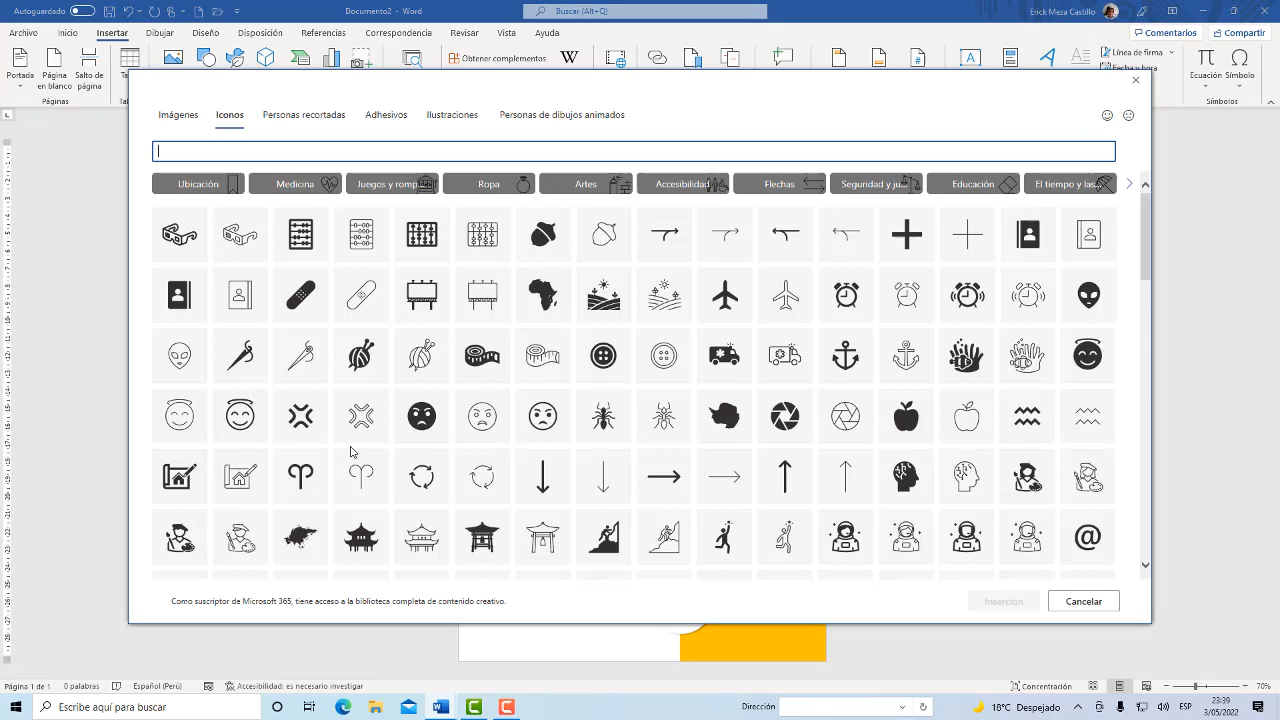 Autoguardado
Documento2 - Word
Buscar (Alt+Q)
Erick Meza Castillo
Archivo Inicio Insertar Dibujar Diseño Disposición Referencias Correspondencia Revisar Vista Ayuda
Comentarios Compartir
Portada Página en blanco Salto de página
Páginas
Obtener complementos
W
Línea de firma
Ecuación Símbolo
Símbolos
Imágenes Iconos Personas recortadas Adhesivos Ilustraciones Personas de dibujos animados
Ubicación Medicina Juegos y romp... Ropa Artes Accesibilidad Flechas Seguridad y ju... Educación El tiempo y las...
Como suscriptor de Microsoft 365, tiene acceso a la biblioteca completa de contenido creativo.
Inserción Cancelar
Página 1 de 1 0 palabras Español (Perú) Accesibilidad: es necesario investigar
Concentración 70%
Escribe aquí para buscar
Dirección
18°C Despejado
ESP
23:39
3/05/2022